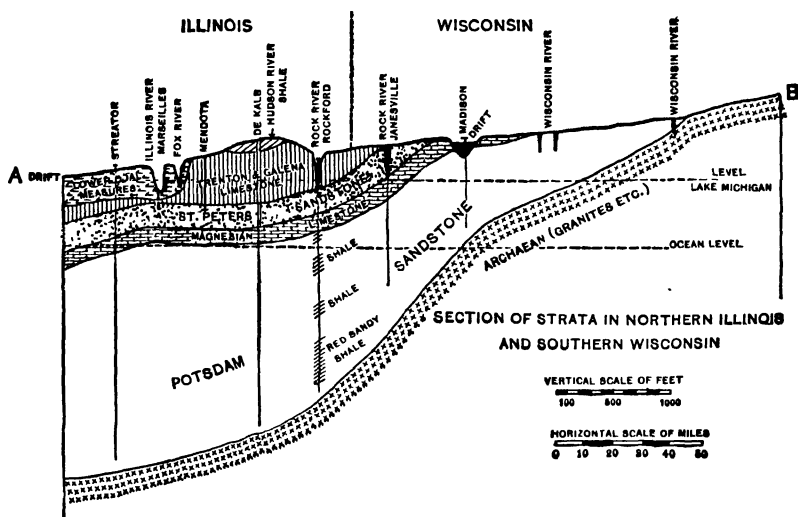 ILLINOIS
WISCONSIN
STREATOR
ILLINOIS RIVER
MARSEILLES
FOX RIVER
MENDOTA
DE KALB
HUDSON RIVER
SHALE
ROCK RIVER
ROCKFORD
ROCK RIVER
JANESVILLE
MADISON
DRIFT
WISCONSIN RIVER
WISCONSIN RIVER
B
A DRIFT
LOWER COAL
MEASURES
TRENTON & GALENA
LIMESTONE
ST. PETERS SANDSTONE
MAGNESIAN LIMESTONE
LEVEL
LAKE MICHIGAN
OCEAN LEVEL
SHALE
SHALE
RED SANDY
SHALE
POTSDAM SANDSTONE
ARCHAEAN (GRANITES ETC.)
SECTION OF STRATA IN NORTHERN ILLINOIS
AND SOUTHERN WISCONSIN
VERTICAL SCALE OF FEET
100 500 1000
HORIZONTAL SCALE OF MILES
0 10 20 30 40 50